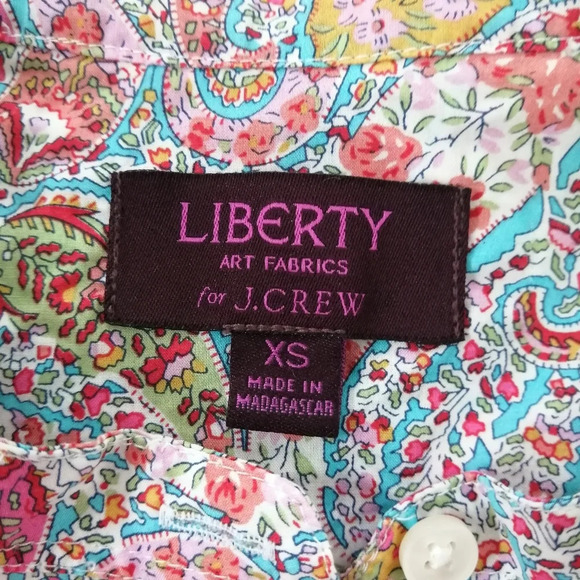 LIBERTY
ART FABRICS
for J.CREW
XS
MADE IN
MADAGASCAR